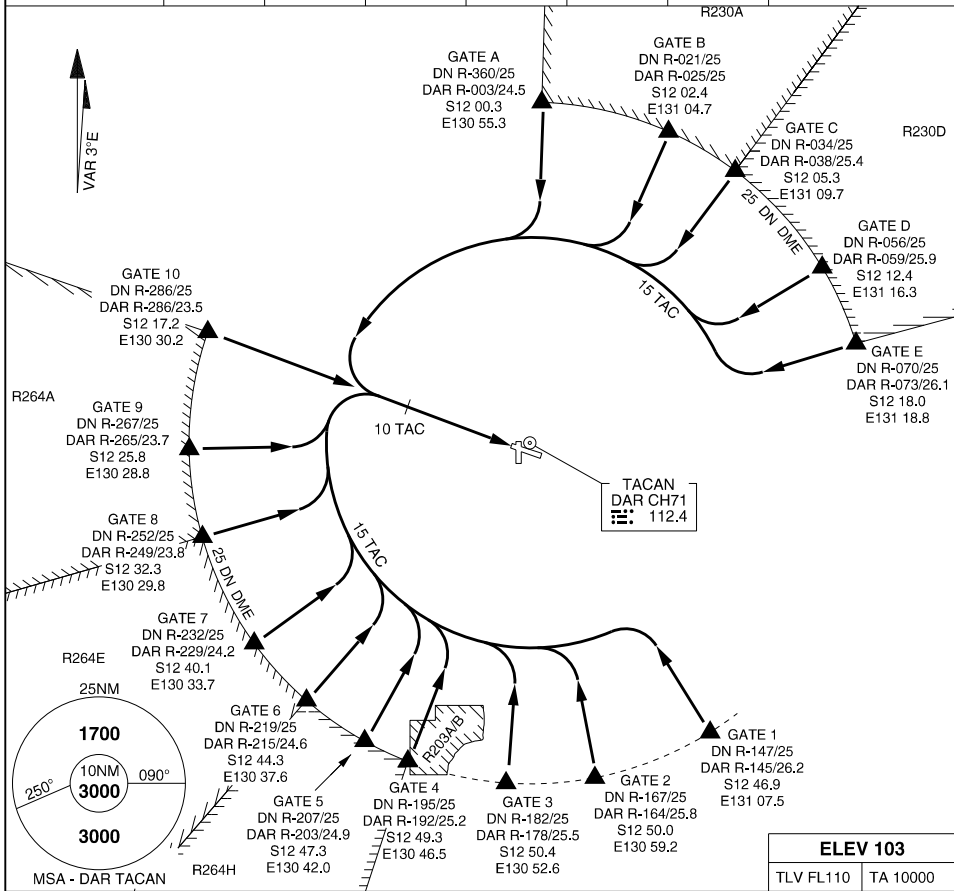 R230A
GATE A
DN R-360/25
DAR R-003/24.5
S12 00.3
E130 55.3
GATE B
DN R-021/25
DAR R-025/25
S12 02.4
E131 04.7
GATE C
DN R-034/25
DAR R-038/25.4
S12 05.3
E131 09.7
R230D
VAR 3°E
25 DN DME
GATE D
DN R-056/25
DAR R-059/25.9
S12 12.4
E131 16.3
15 TAC
GATE E
DN R-070/25
DAR R-073/26.1
S12 18.0
E131 18.8
GATE 10
DN R-286/25
DAR R-286/23.5
S12 17.2
E130 30.2
R264A
GATE 9
DN R-267/25
DAR R-265/23.7
S12 25.8
E130 28.8
10 TAC
TACAN
DAR CH71
112.4
GATE 8
DN R-252/25
DAR R-249/23.8
S12 32.3
E130 29.8
25 DN DME
15 TAC
GATE 7
DN R-232/25
DAR R-229/24.2
S12 40.1
E130 33.7
R264E
GATE 6
DN R-219/25
DAR R-215/24.6
S12 44.3
E130 37.6
R203A/B
GATE 5
DN R-207/25
DAR R-203/24.9
S12 47.3
E130 42.0
GATE 4
DN R-195/25
DAR R-192/25.2
S12 49.3
E130 46.5
GATE 3
DN R-182/25
DAR R-178/25.5
S12 50.4
E130 52.6
GATE 2
DN R-167/25
DAR R-164/25.8
S12 50.0
E130 59.2
GATE 1
DN R-147/25
DAR R-145/26.2
S12 46.9
E131 07.5
25NM
1700
10NM
3000
250°
090°
3000
MSA - DAR TACAN
R264H
ELEV 103
TLV FL110
TA 10000